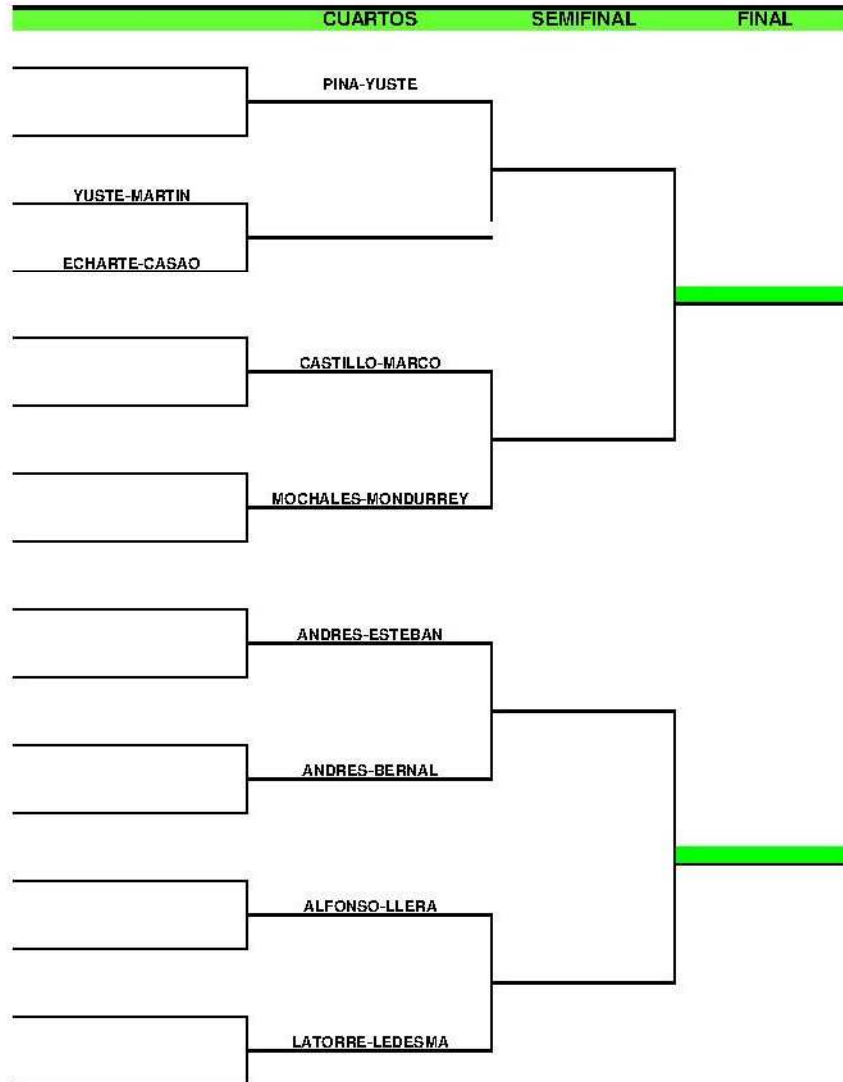 CUARTOS SEMIFINAL FINAL
PINA-YUSTE
YUSTE-MARTIN
ECHARTE-CASAO
CASTILLO-MARCO
MOCHALES-MONDURREY
ANDRES-ESTEBAN
ANDRES-BERNAL
ALFONSO-LLERA
LATORRE-LEDESMA